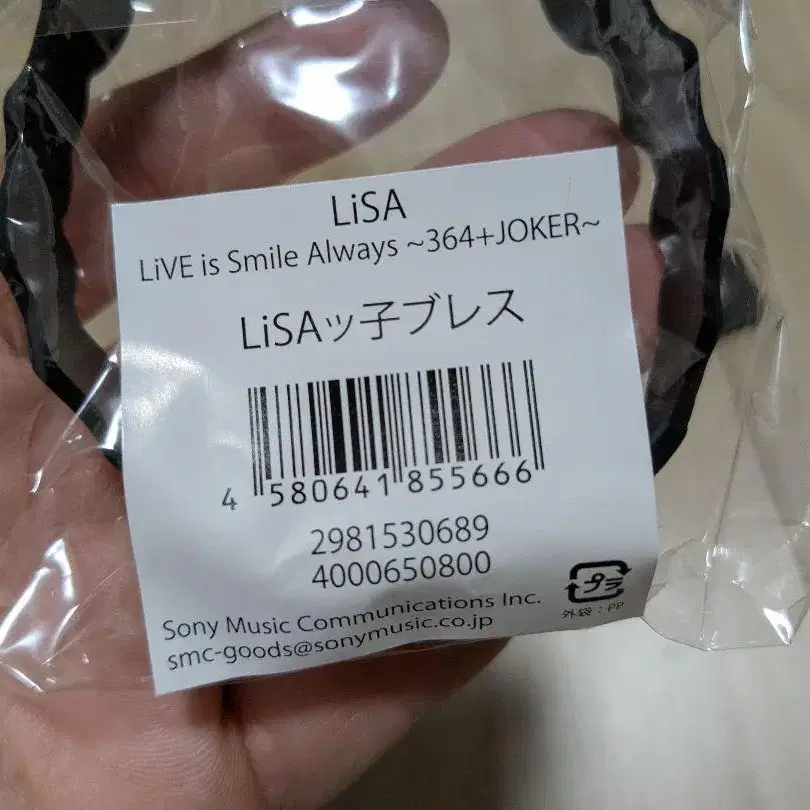 LiSA
LiVE is Smile Always ~364+JOKER~
LiSAッ子ブレス
4 580641 855666
2981530689
4000650800
Sony Music Communications Inc.
smc-goods@sonymusic.co.jp
プラ
外袋：PP